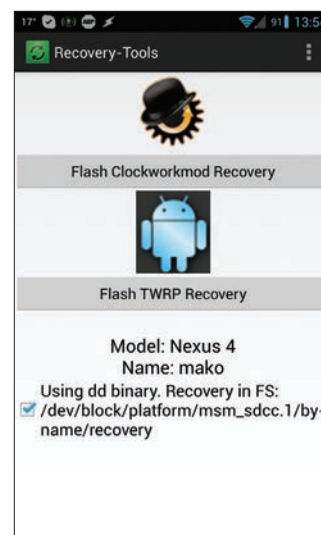 17° 91 13:54
Recovery-Tools
Flash Clockworkmod Recovery
Flash TWRP Recovery
Model: Nexus 4
Name: mako
Using dd binary. Recovery in FS:
/dev/block/platform/msm_sdcc.1/by-
name/recovery